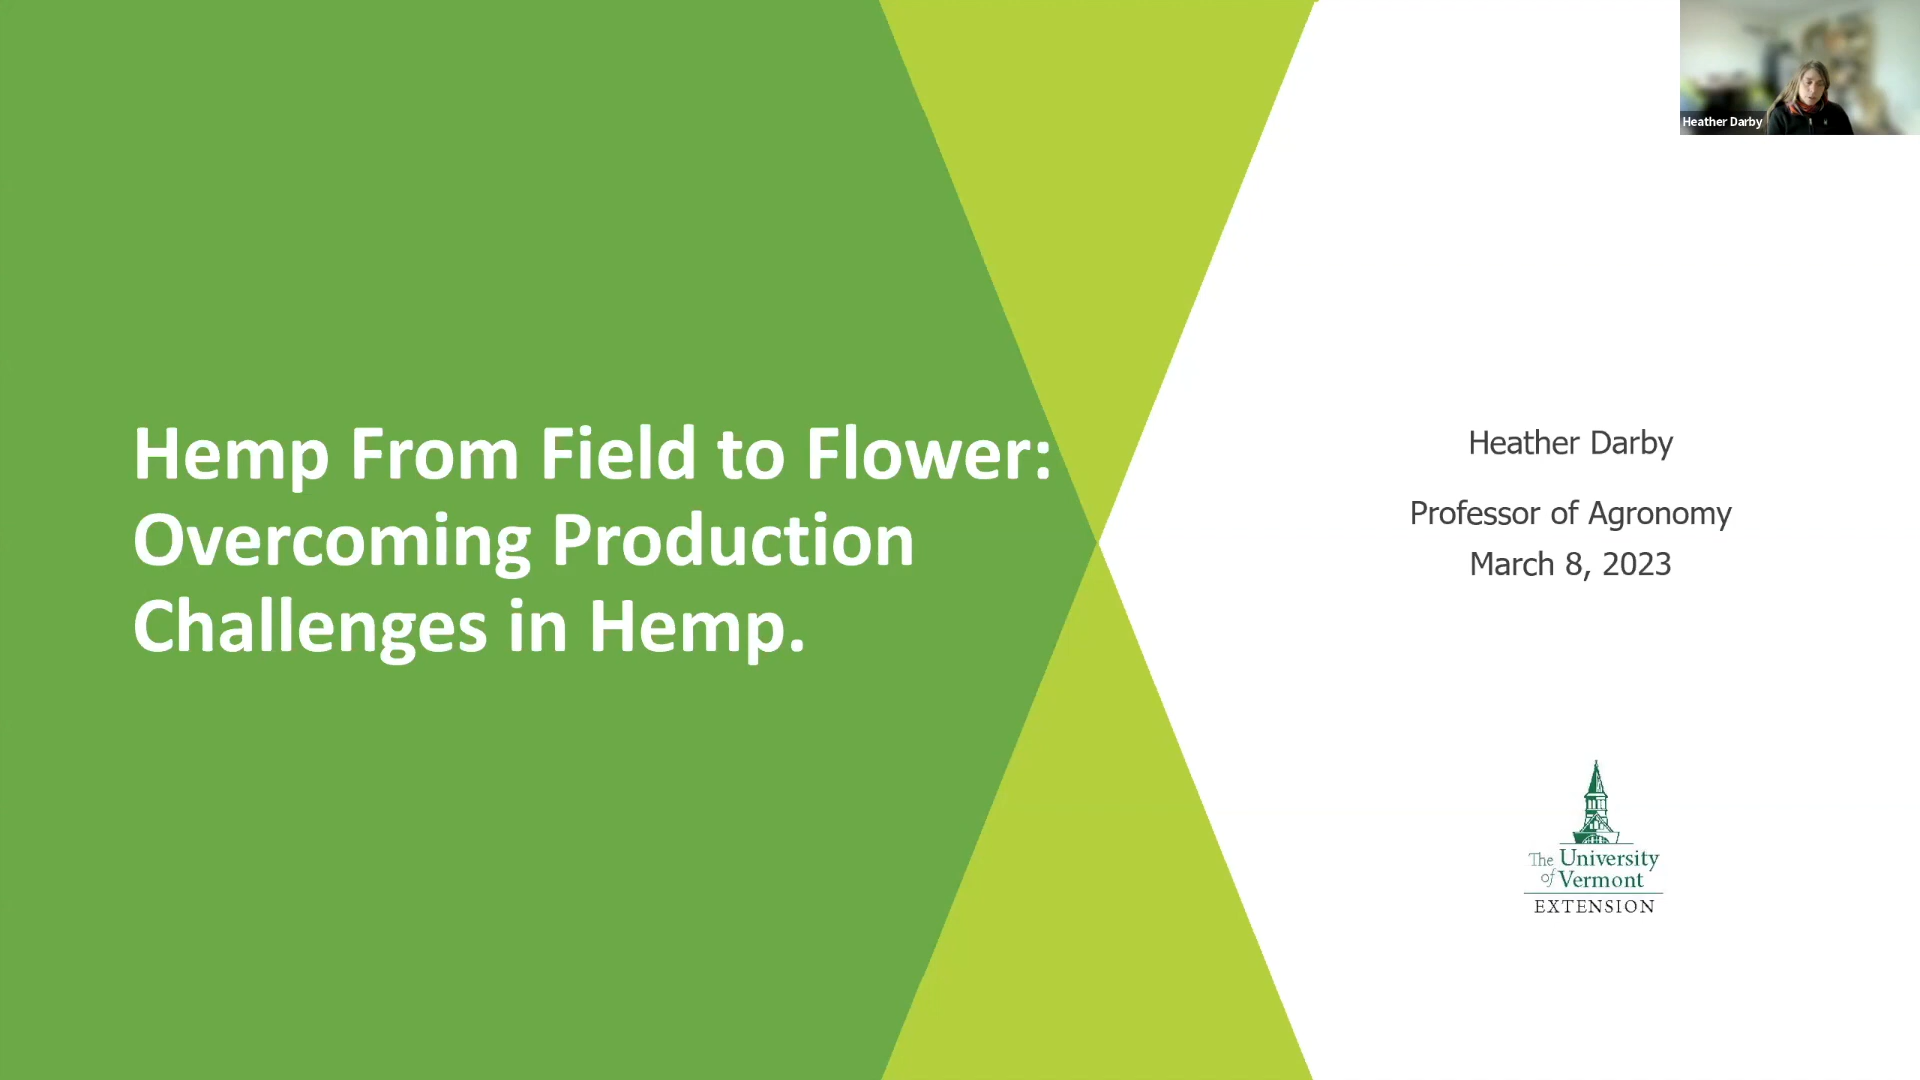 Hemp From Field to Flower:
Overcoming Production
Challenges in Hemp.
Heather Darby
Professor of Agronomy
March 8, 2023
The University
of Vermont
EXTENSION
Heather Darby